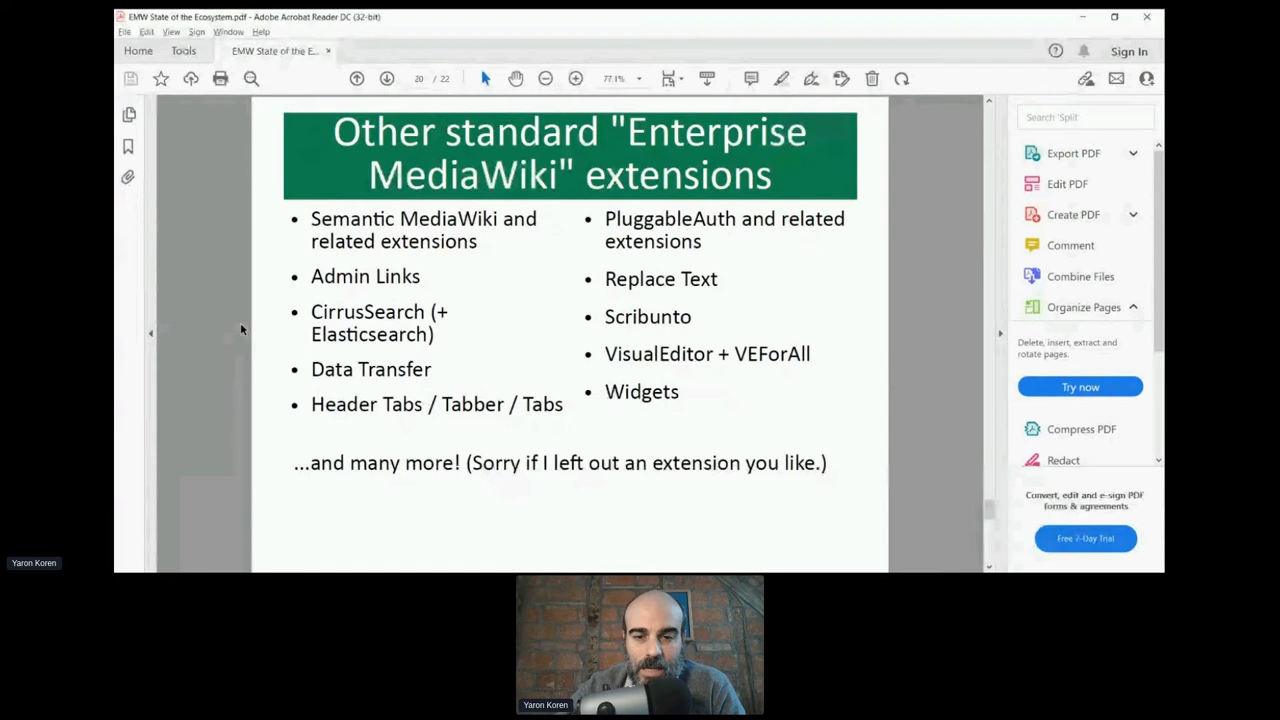 EMW State of the Ecosystem.pdf - Adobe Acrobat Reader DC (32-bit)
File Edit View Sign Window Help
Home Tools EMW State of the E... × Sign In
20 / 22 77.1%
Other standard "Enterprise
MediaWiki" extensions
• Semantic MediaWiki and
related extensions
• Admin Links
• CirrusSearch (+
Elasticsearch)
• Data Transfer
• Header Tabs / Tabber / Tabs
• PluggableAuth and related
extensions
• Replace Text
• Scribunto
• VisualEditor + VEForAll
• Widgets
...and many more! (Sorry if I left out an extension you like.)
Search 'Split'
Export PDF
Edit PDF
Create PDF
Comment
Combine Files
Organize Pages
Delete, insert, extract and
rotate pages.
Try now
Compress PDF
Redact
Convert, edit and e-sign PDF
forms & agreements
Free 7-Day Trial
Yaron Koren
Yaron Koren